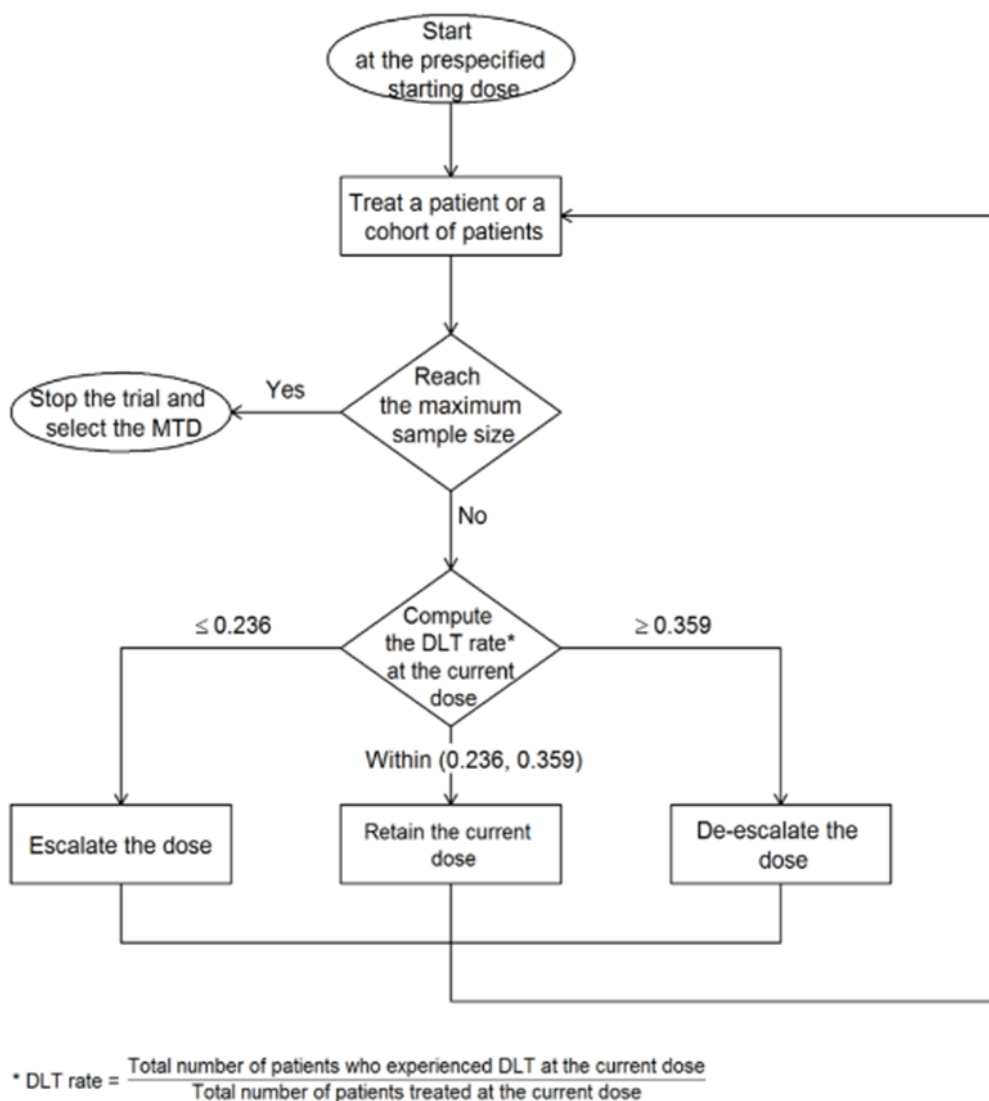 Start
at the prespecified
starting dose
Treat a patient or a
cohort of patients
Reach
the maximum
sample size
Yes
Stop the trial and
select the MTD
No
Compute
the DLT rate*
at the current
dose
≤ 0.236
≥ 0.359
Within (0.236, 0.359)
Escalate the dose
Retain the current
dose
De-escalate the
dose
* DLT rate =
Total number of patients who experienced DLT at the current dose
Total number of patients treated at the current dose